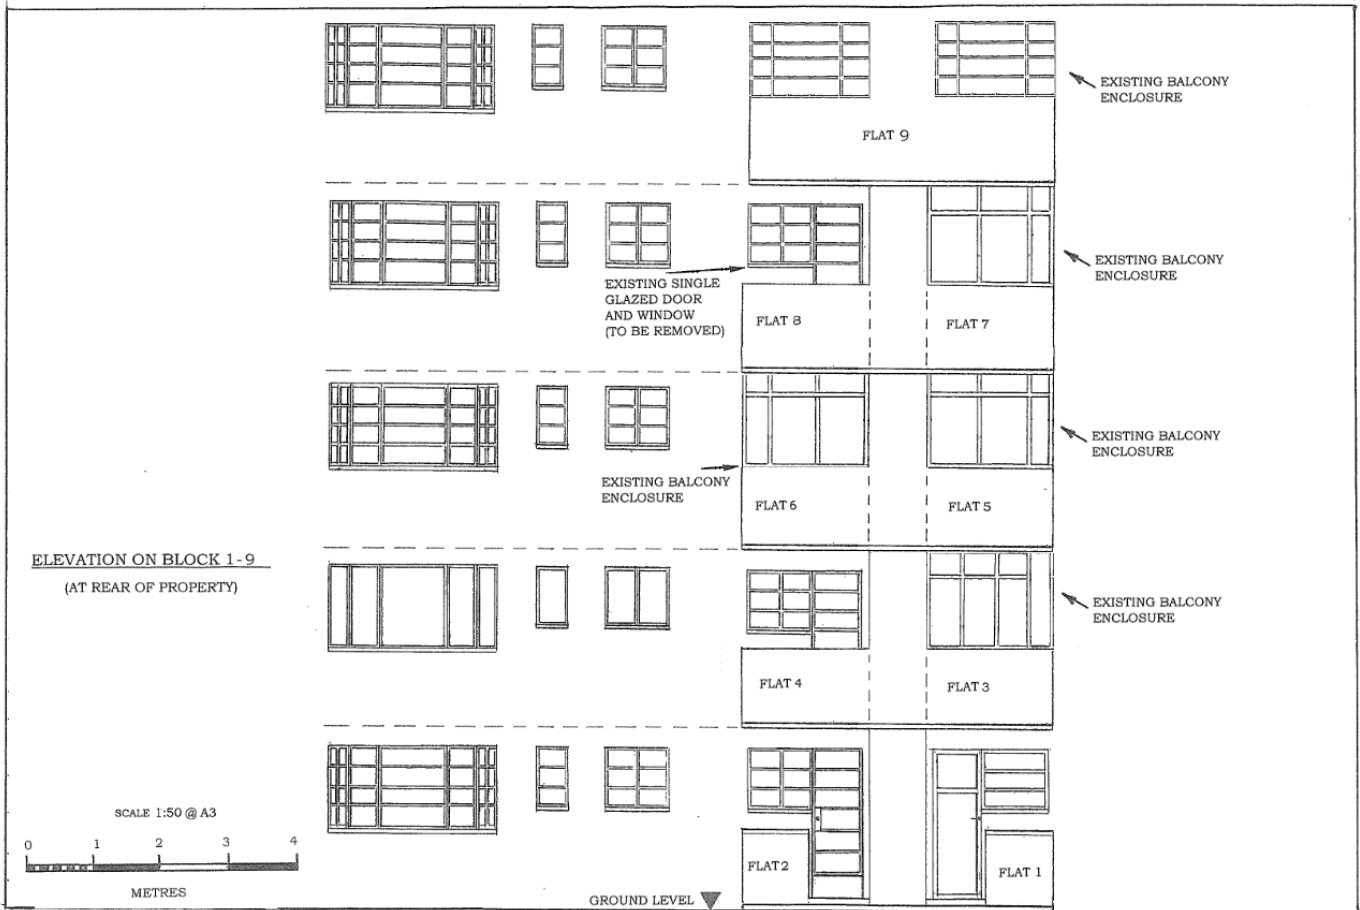 EXISTING BALCONY
ENCLOSURE
FLAT 9
EXISTING BALCONY
ENCLOSURE
EXISTING SINGLE
GLAZED DOOR
AND WINDOW
(TO BE REMOVED)
FLAT 8
FLAT 7
EXISTING BALCONY
ENCLOSURE
EXISTING BALCONY
ENCLOSURE
FLAT 6
FLAT 5
ELEVATION ON BLOCK 1-9
(AT REAR OF PROPERTY)
EXISTING BALCONY
ENCLOSURE
FLAT 4
FLAT 3
SCALE 1:50 @ A3
0 1 2 3 4
METRES
FLAT 2
FLAT 1
GROUND LEVEL